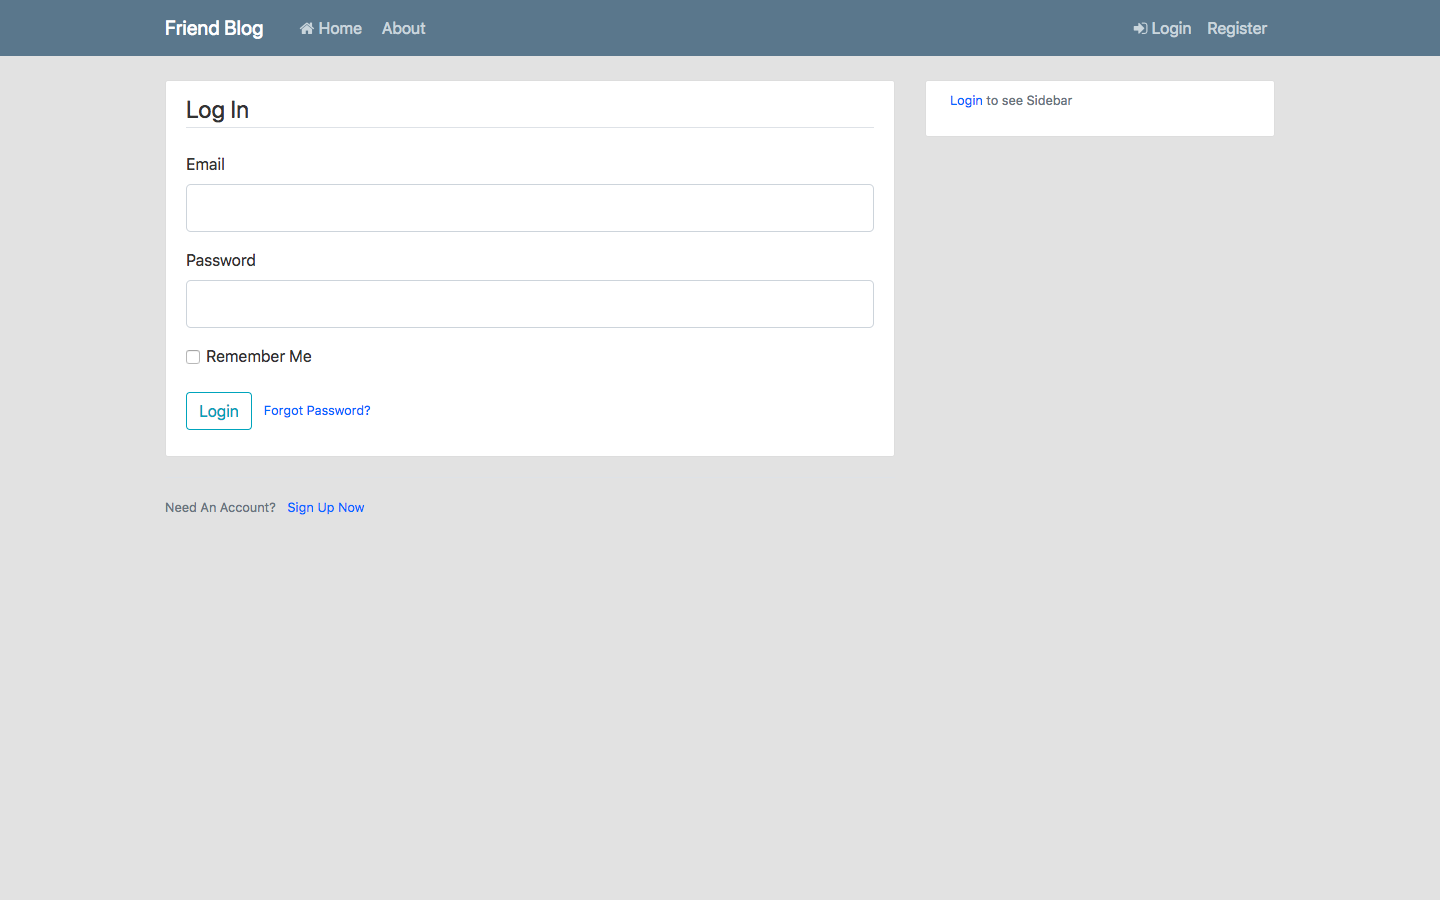 Friend Blog Home About Login Register
Log In
Email
Password
Remember Me
Login Forgot Password?
Need An Account? Sign Up Now
Login to see Sidebar